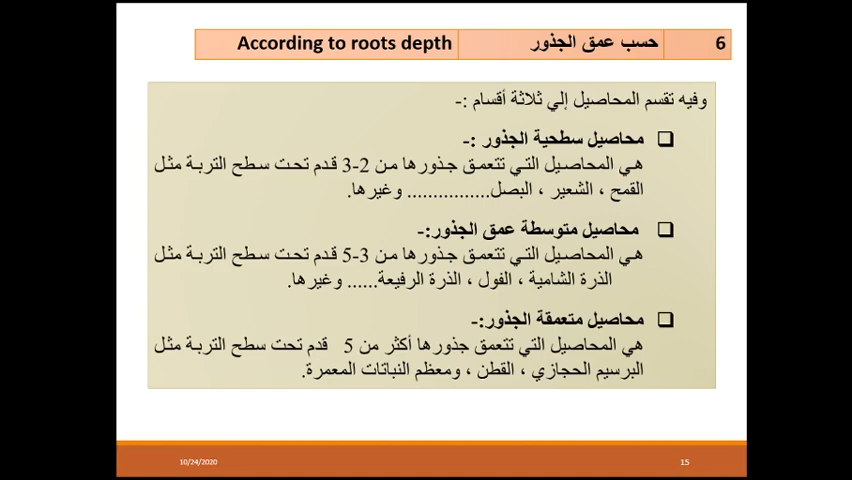 6 حسب عمق الجذور According to roots depth
وفيه تقسم المحاصيل إلي ثلاثة أقسام :-
❑ محاصيل سطحية الجذور :-
هي المحاصيل التي تتعمق جذورها من 2-3 قدم تحت سطح التربة مثل
القمح ، الشعير ، البصل................ وغيرها.
❑ محاصيل متوسطة عمق الجذور:-
هي المحاصيل التي تتعمق جذورها من 3-5 قدم تحت سطح التربة مثل
الذرة الشامية ، الفول ، الذرة الرفيعة...... وغيرها.
❑ محاصيل متعمقة الجذور:-
هي المحاصيل التي تتعمق جذورها أكثر من 5 قدم تحت سطح التربة مثل
البرسيم الحجازي ، القطن ، ومعظم النباتات المعمرة.
10/24/2020
15